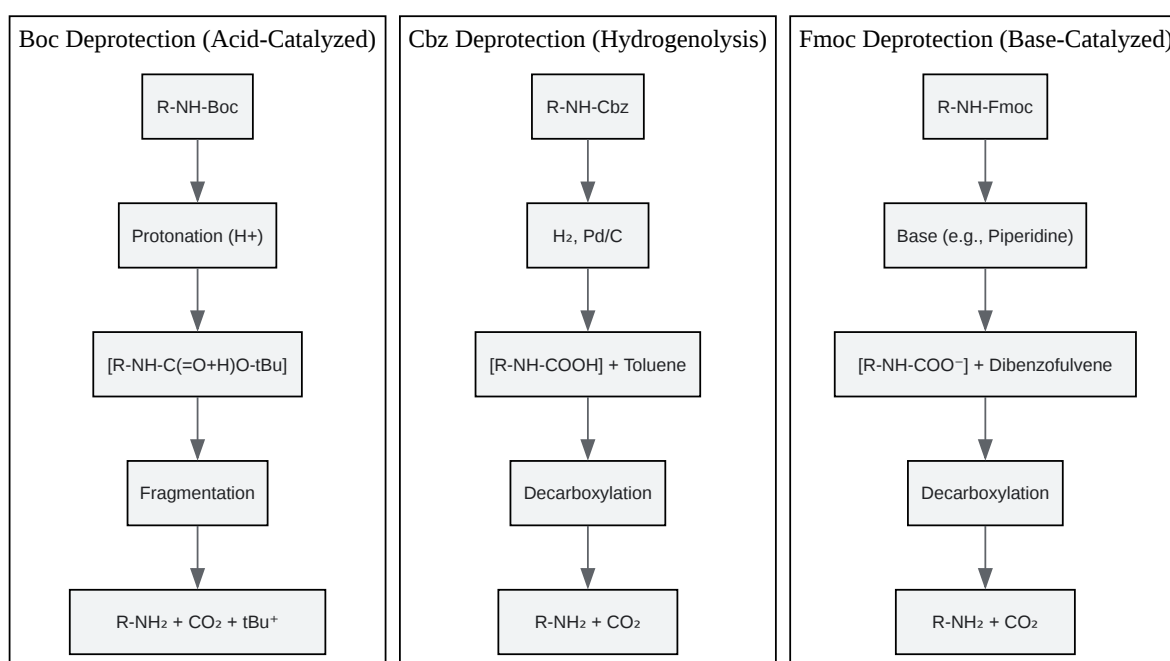 Boc Deprotection (Acid-Catalyzed)
R-NH-Boc
Protonation (H+)
[R-NH-C(=O+H)O-tBu]
Fragmentation
R-NH₂ + CO₂ + tBu⁺
Cbz Deprotection (Hydrogenolysis)
R-NH-Cbz
H₂, Pd/C
[R-NH-COOH] + Toluene
Decarboxylation
R-NH₂ + CO₂
Fmoc Deprotection (Base-Catalyzed)
R-NH-Fmoc
Base (e.g., Piperidine)
[R-NH-COO⁻] + Dibenzofulvene
Decarboxylation
R-NH₂ + CO₂